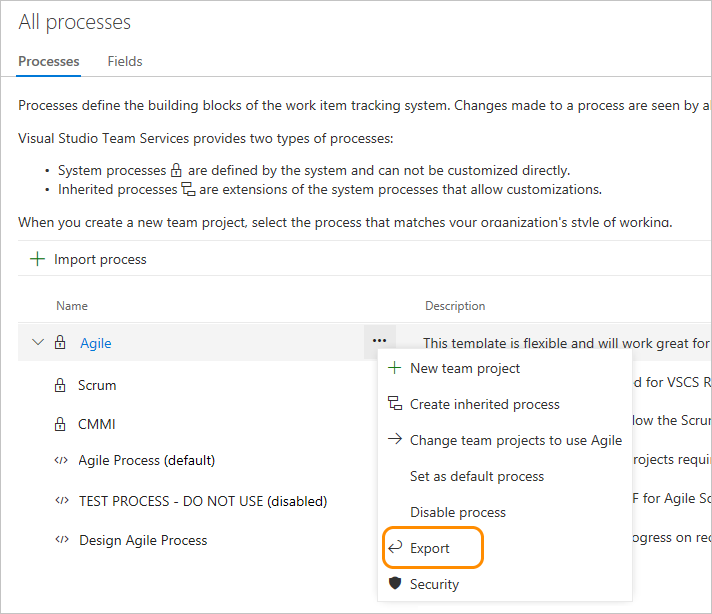 All processes
Processes Fields
Processes define the building blocks of the work item tracking system. Changes made to a process are seen by
Visual Studio Team Services provides two types of processes:
• System processes are defined by the system and can not be customized directly.
• Inherited processes are extensions of the system processes that allow customizations.
When you create a new team project, select the process that matches your organization's style of working.
Import process
Name Description
Agile ••• This template is flexible and will work great for
New team project
Scrum d for VSCS R
Create inherited process
CMMI low the Scru
Change team projects to use Agile
Agile Process (default) rojects requi
Set as default process
TEST PROCESS - DO NOT USE (disabled) F for Agile Sc
Disable process
Design Agile Process ogress on rec
Export
Security